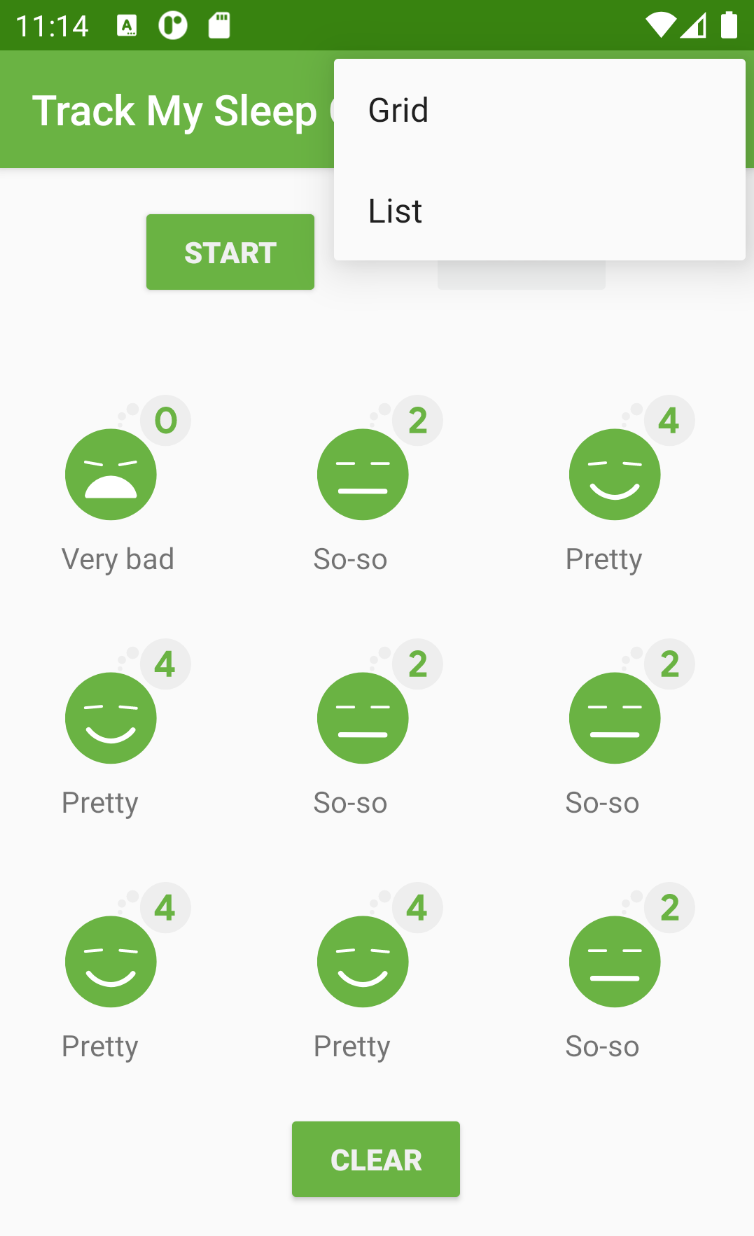 11:14
Track My Sleep
Grid
List
START
0 2 4
Very bad So-so Pretty
4 2 2
Pretty So-so So-so
4 4 2
Pretty Pretty So-so
CLEAR